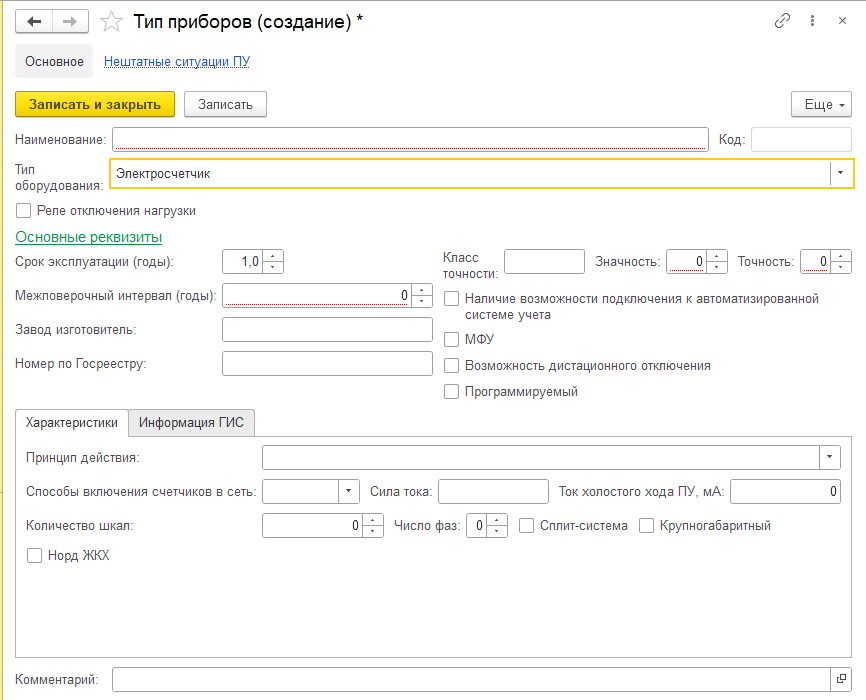 Тип приборов (создание) *
Основное Нештатные ситуации ПУ
Записать и закрыть Записать Еще
Наименование: Код:
Тип
оборудования: Электросчетчик
Реле отключения нагрузки
Основные реквизиты
Срок эксплуатации (годы): 1,0 Класс
точности: Значность: 0 Точность: 0
Межповерочный интервал (годы): 0 Наличие возможности подключения к автоматизированной
системе учета
Завод изготовитель: МФУ
Номер по Госреестру: Возможность дистационного отключения
Программируемый
Характеристики Информация ГИС
Принцип действия:
Способы включения счетчиков в сеть: Сила тока: Ток холостого хода ПУ, мА: 0
Количество шкал: 0 Число фаз: 0 Сплит-система Крупногабаритный
Норд ЖКХ
Комментарий: